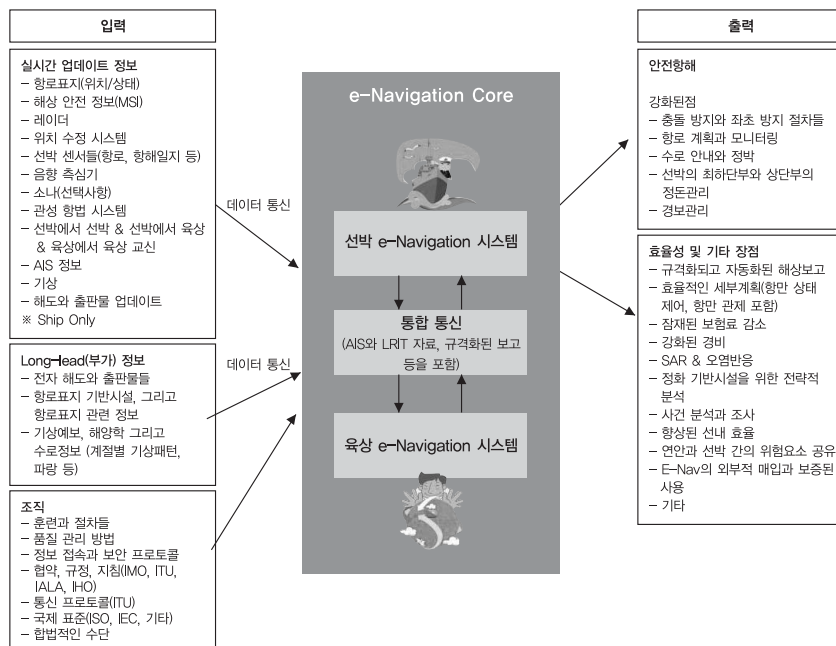 입력
실시간 업데이트 정보
– 항로표지(위치/상태)
– 해상 안전 정보(MSI)
– 레이더
– 위치 수정 시스템
– 선박 센서들(항로, 항해일지 등)
– 음향 측심기
– 소나(선택사항)
– 관성 항법 시스템
– 선박에서 선박 & 선박에서 육상
& 육상에서 육상 교신
– AIS 정보
– 기상
– 해도와 출판물 업데이트
※ Ship Only
Long-lead(부가) 정보
– 전자 해도와 출판물들
– 항로표지 기반시설, 그리고
항로표지 관련 정보
– 기상예보, 해양학 그리고
수로정보 (계절별 기상패턴,
파랑 등)
조직
– 훈련과 절차들
– 품질 관리 방법
– 정보 접속과 보안 프로토콜
– 협약, 규정, 지침(IMO, ITU,
IALA, IHO)
– 통신 프로토콜(ITU)
– 국제 표준(ISO, IEC, 기타)
– 합법적인 수단
데이터 통신
데이터 통신
e-Navigation Core
선박 e-Navigation 시스템
통합 통신
(AIS와 LRIT 자료, 규격화된 보고
등을 포함)
육상 e-Navigation 시스템
출력
안전항해
강화된점
– 충돌 방지와 좌초 방지 절차들
– 항로 계획과 모니터링
– 수로 안내와 정박
– 선박의 최하단부와 상단부의
정돈관리
– 경보관리
효율성 및 기타 장점
– 규격화되고 자동화된 해상보고
– 효율적인 세부계획(항만 상태
제어, 항만 관제 포함)
– 잠재된 보험료 감소
– 강화된 경비
– SAR & 오염반응
– 정화 기반시설을 위한 전략적
분석
– 사건 분석과 조사
– 향상된 선내 효율
– 연안과 선박 간의 위험요소 공유
– E-Nav의 외부적 매입과 보증된
사용
– 기타